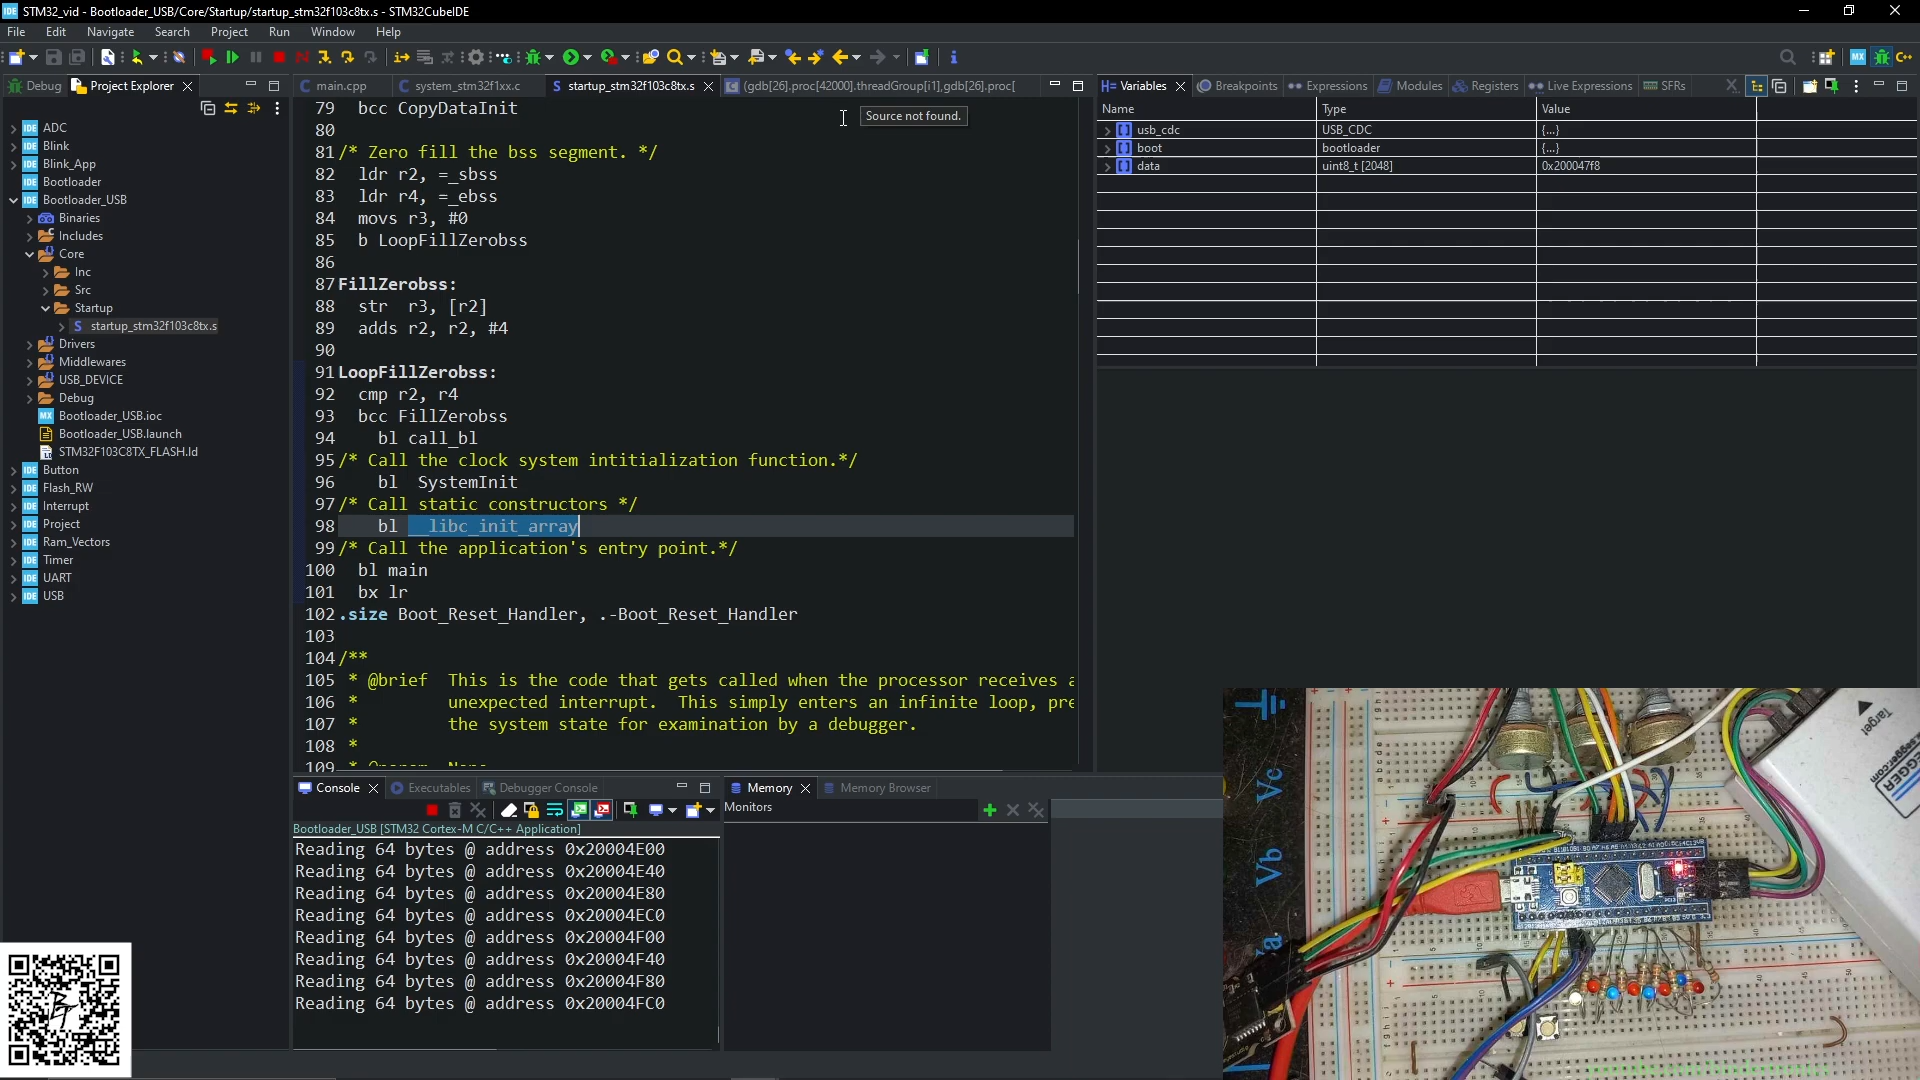 STM32_vid - Bootloader_USB/Core/Startup/startup_stm32f103c8tx.s - STM32CubeIDE
File Edit Navigate Search Project Run Window Help
Debug Project Explorer
main.cpp system_stm32f1xx.c startup_stm32f103c8tx.s (gdb[26].proc[42000].threadGroup[i1],gdb[26].proc[
Variables Breakpoints Expressions Modules Registers Live Expressions SFRs
Source not found.
ADC
Blink
Blink_App
Bootloader
Bootloader_USB
Binaries
Includes
Core
Inc
Src
Startup
startup_stm32f103c8tx.s
Drivers
Middlewares
USB_DEVICE
Debug
Bootloader_USB.ioc
Bootloader_USB.launch
STM32F103C8TX_FLASH.ld
Button
Flash_RW
Interrupt
Project
Ram_Vectors
Timer
UART
USB
79 bcc CopyDataInit
80
81 /* Zero fill the bss segment. */
82 ldr r2, =_sbss
83 ldr r4, =_ebss
84 movs r3, #0
85 b LoopFillZerobss
86
87 FillZerobss:
88 str r3, [r2]
89 adds r2, r2, #4
90
91 LoopFillZerobss:
92 cmp r2, r4
93 bcc FillZerobss
94 bl call_bl
95 /* Call the clock system intitialization function.*/
96 bl SystemInit
97 /* Call static constructors */
98 bl __libc_init_array
99 /* Call the application's entry point.*/
100 bl main
101 bx lr
102 .size Boot_Reset_Handler, .-Boot_Reset_Handler
103
104 /**
105 * @brief This is the code that gets called when the processor receives a
106 * unexpected interrupt. This simply enters an infinite loop, pre
107 * the system state for examination by a debugger.
108 *
109
Name Type Value
usb_cdc USB_CDC {...}
boot bootloader {...}
data uint8_t [2048] 0x200047f8
Console Executables Debugger Console
Bootloader_USB [STM32 Cortex-M C/C++ Application]
Reading 64 bytes @ address 0x20004E00
Reading 64 bytes @ address 0x20004E40
Reading 64 bytes @ address 0x20004E80
Reading 64 bytes @ address 0x20004EC0
Reading 64 bytes @ address 0x20004F00
Reading 64 bytes @ address 0x20004F40
Reading 64 bytes @ address 0x20004F80
Reading 64 bytes @ address 0x20004FC0
Memory Memory Browser
Monitors
Vc
Vb
Target